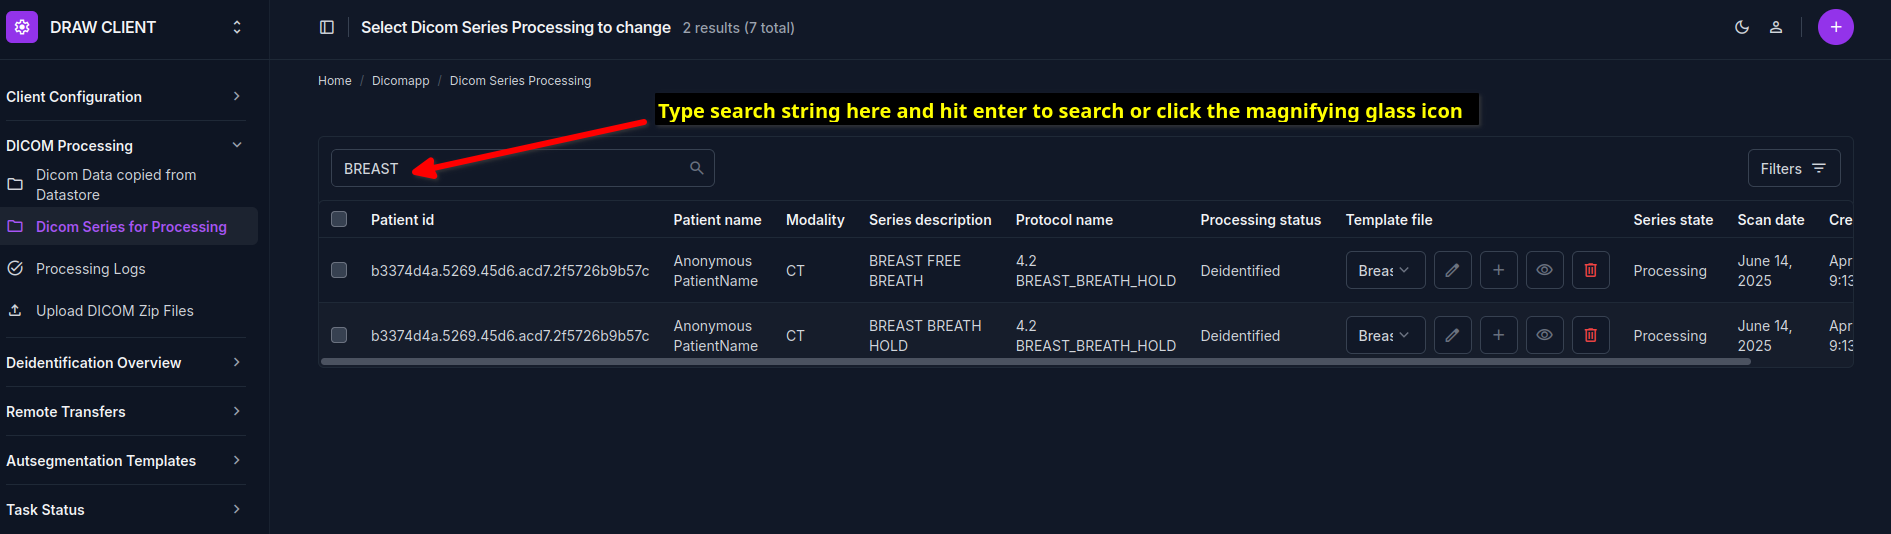 DRAW CLIENT
Select Dicom Series Processing to change 2 results (7 total)
Home / Dicomapp / Dicom Series Processing
Client Configuration
DICOM Processing
Dicom Data copied from
Datastore
Dicom Series for Processing
Processing Logs
Upload DICOM Zip Files
Deidentification Overview
Remote Transfers
Autsegmentation Templates
Task Status
Type search string here and hit enter to search or click the magnifying glass icon
BREAST
Filters
Patient id Patient name Modality Series description Protocol name Processing status Template file Series state Scan date Cre
b3374d4a.5269.45d6.acd7.2f5726b9b57c Anonymous PatientName CT BREAST FREE BREATH 4.2 BREAST_BREATH_HOLD Deidentified Breas Processing June 14, 2025 Apr 9:13
b3374d4a.5269.45d6.acd7.2f5726b9b57c Anonymous PatientName CT BREAST BREATH HOLD 4.2 BREAST_BREATH_HOLD Deidentified Breas Processing June 14, 2025 Apr 9:13